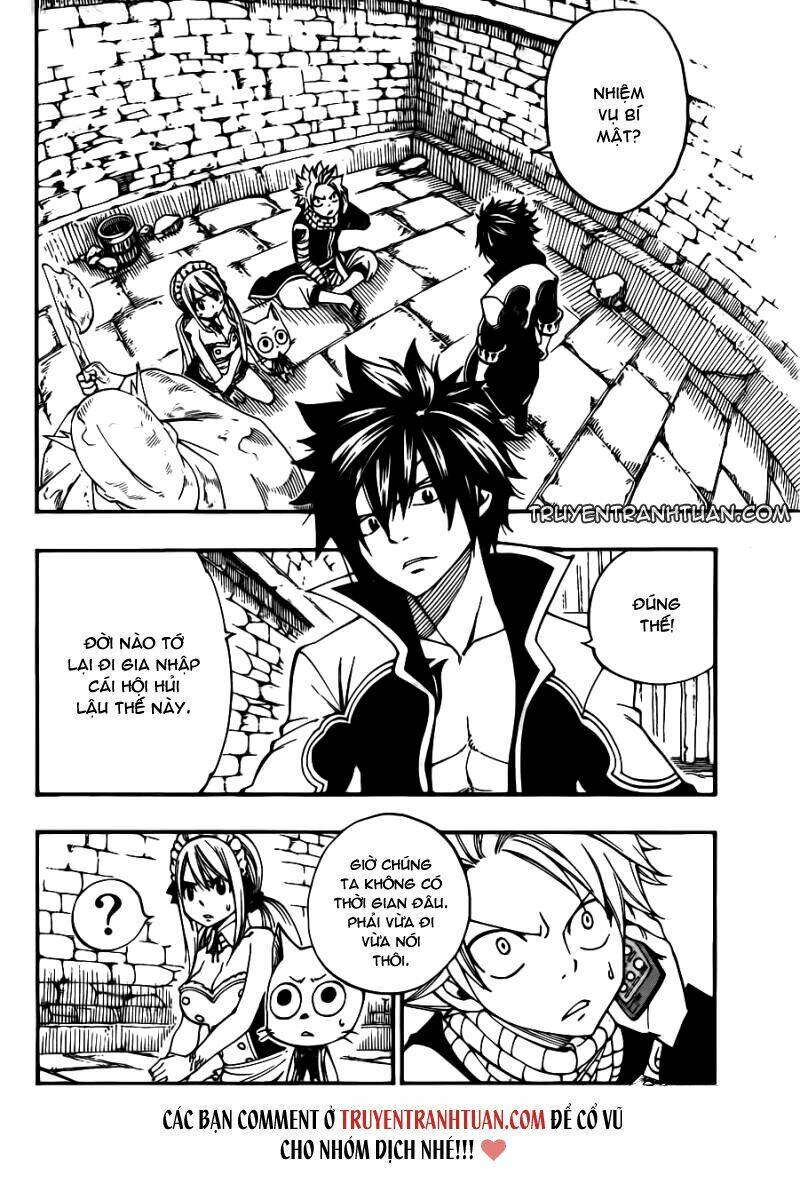 NHIỆM
VỤ BÍ
MẬT?
TRUYENTRANHTUAN.COM
ĐÚNG
THẾ!
ĐỜI NÀO TỚ
LẠI ĐI GIA NHẬP
CÁI HỘI HỦI
LẬU THẾ NÀY.
?
GIỜ CHÚNG
TA KHÔNG CÓ
THỜI GIAN ĐÂU.
PHẢI VỪA ĐI
VỪA NÓI
THÔI.
CÁC BẠN COMMENT Ở TRUYENTRANHTUAN.COM ĐỂ CỔ VŨ
CHO NHÓM DỊCH NHÉ!!! ♥